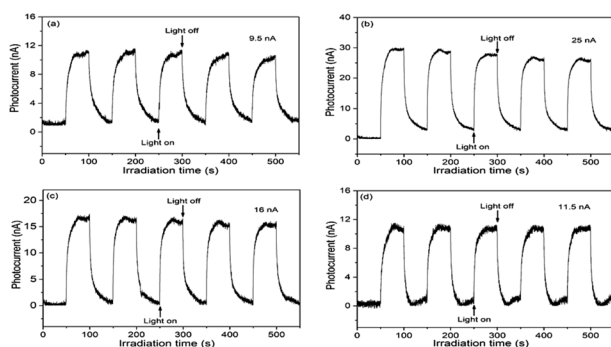 (a)
Light off
9.5 nA
Light on
Photocurrent (nA)
16
12
8
4
0
0 100 200 300 400 500
Irradiation time (s)
(b)
Light off
25 nA
Light on
Photocurrent (nA)
40
30
20
10
0
0 100 200 300 400 500
Irradiation time (s)
(c)
Light off
16 nA
Light on
Photocurrent (nA)
20
15
10
5
0
0 100 200 300 400 500
Irradiation time (s)
(d)
Light off
11.5 nA
Light on
Photocurrent (nA)
16
12
8
4
0
0 100 200 300 400 500
Irradiation time (s)